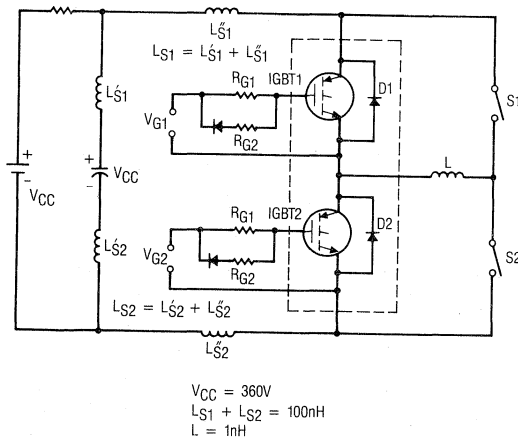 L″S1
LS1 = L′S1 + L″S1
RG1
IGBT1
D1
S1
L′S1
VG1
RG2
+
−
VCC
+
−
VCC
L
RG1
IGBT2
D2
L′S2
VG2
RG2
S2
LS2 = L′S2 + L″S2
L″S2
VCC = 360V
LS1 + LS2 = 100nH
L = 1nH